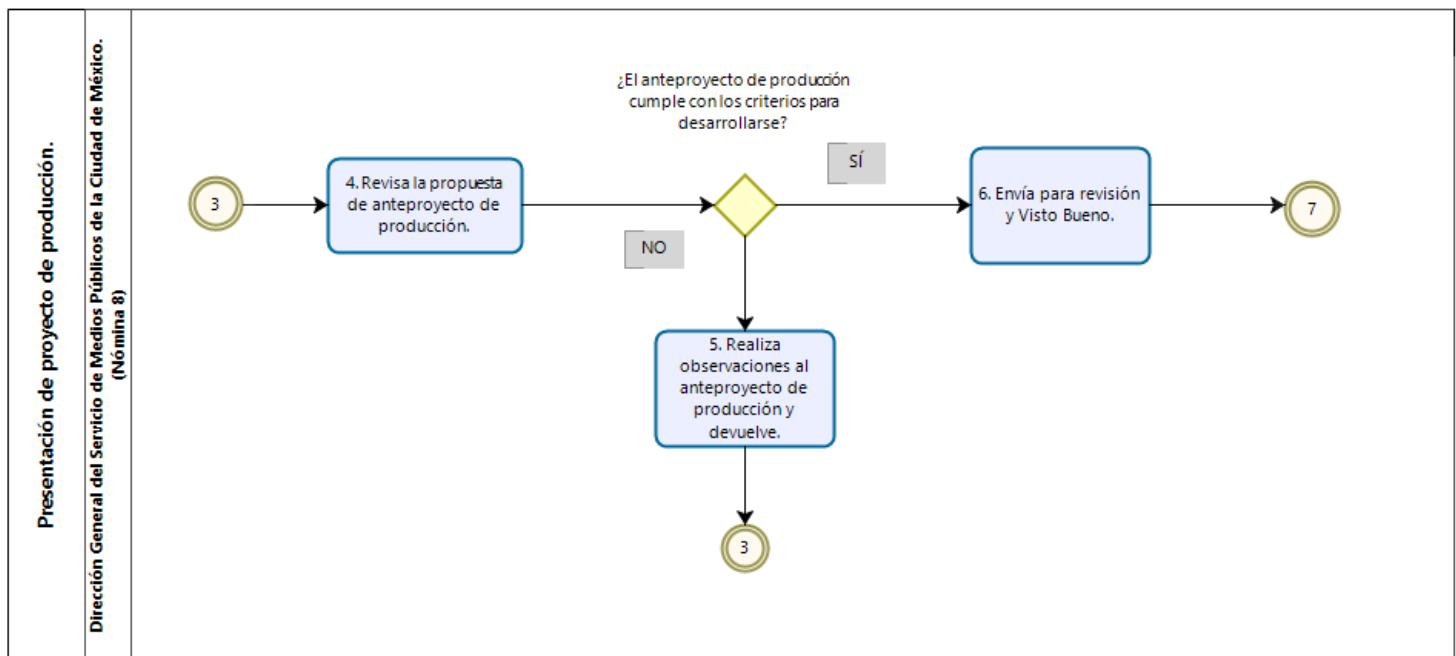 Presentación de proyecto de producción.
Dirección General del Servicio de Medios Públicos de la Ciudad de México.
(Nómina 8)
¿El anteproyecto de producción
cumple con los criterios para
desarrollarse?
3
4. Revisa la propuesta
de anteproyecto de
producción.
SÍ
NO
6. Envía para revisión
y Visto Bueno.
7
5. Realiza
observaciones al
anteproyecto de
producción y
devuelve.
3